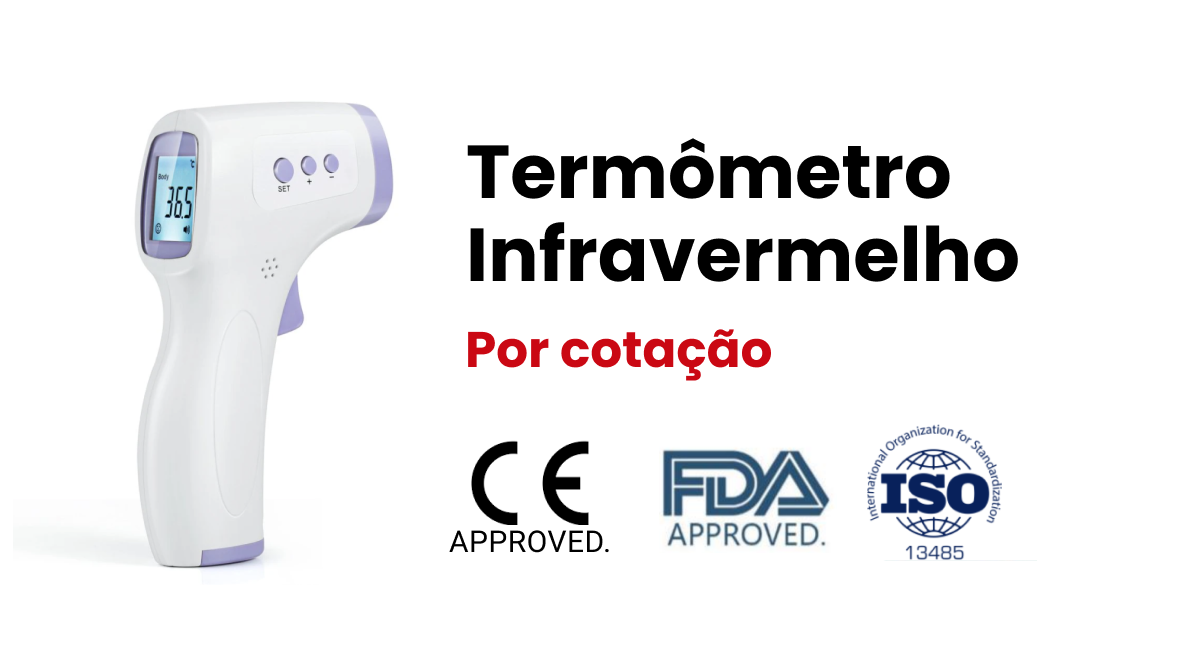 °C
Body
36.5
SET
+
-
Termômetro
Infravermelho
Por cotação
CE
APPROVED.
FDA
APPROVED.
International Organization for Standardization
ISO
13485